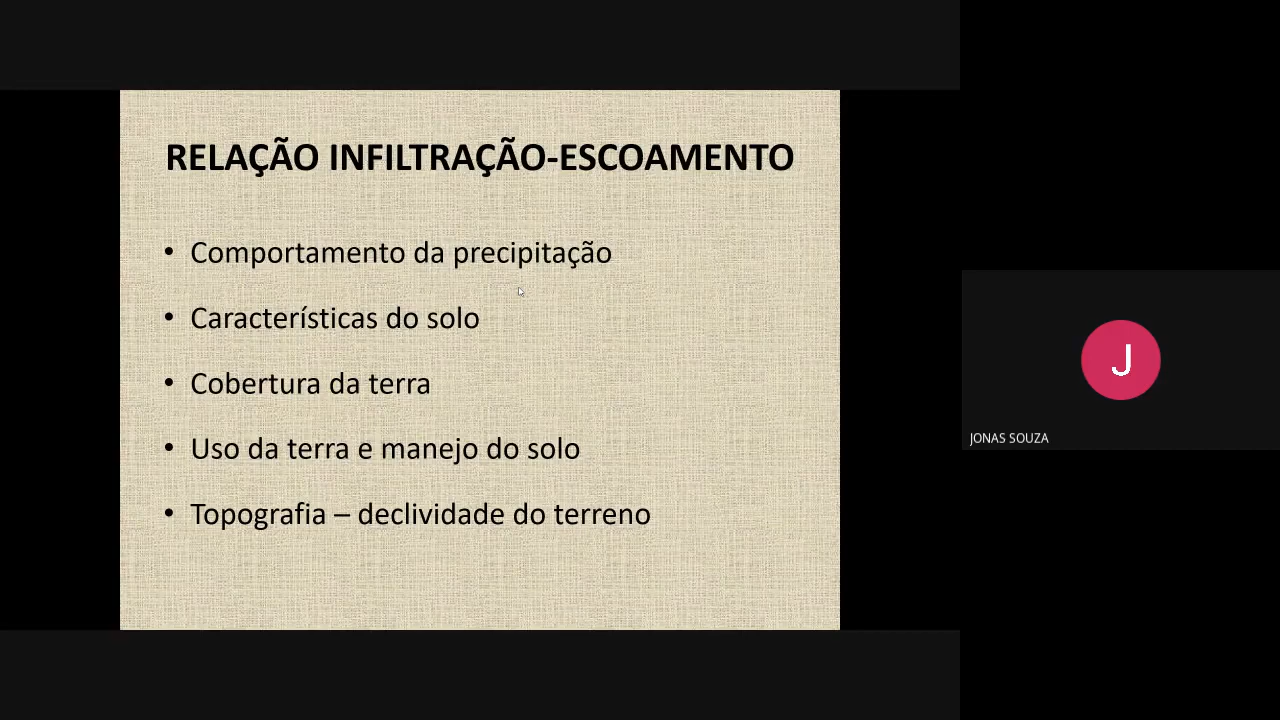 RELAÇÃO INFILTRAÇÃO-ESCOAMENTO
• Comportamento da precipitação
• Características do solo
• Cobertura da terra
• Uso da terra e manejo do solo
• Topografia – declividade do terreno
J
JONAS SOUZA